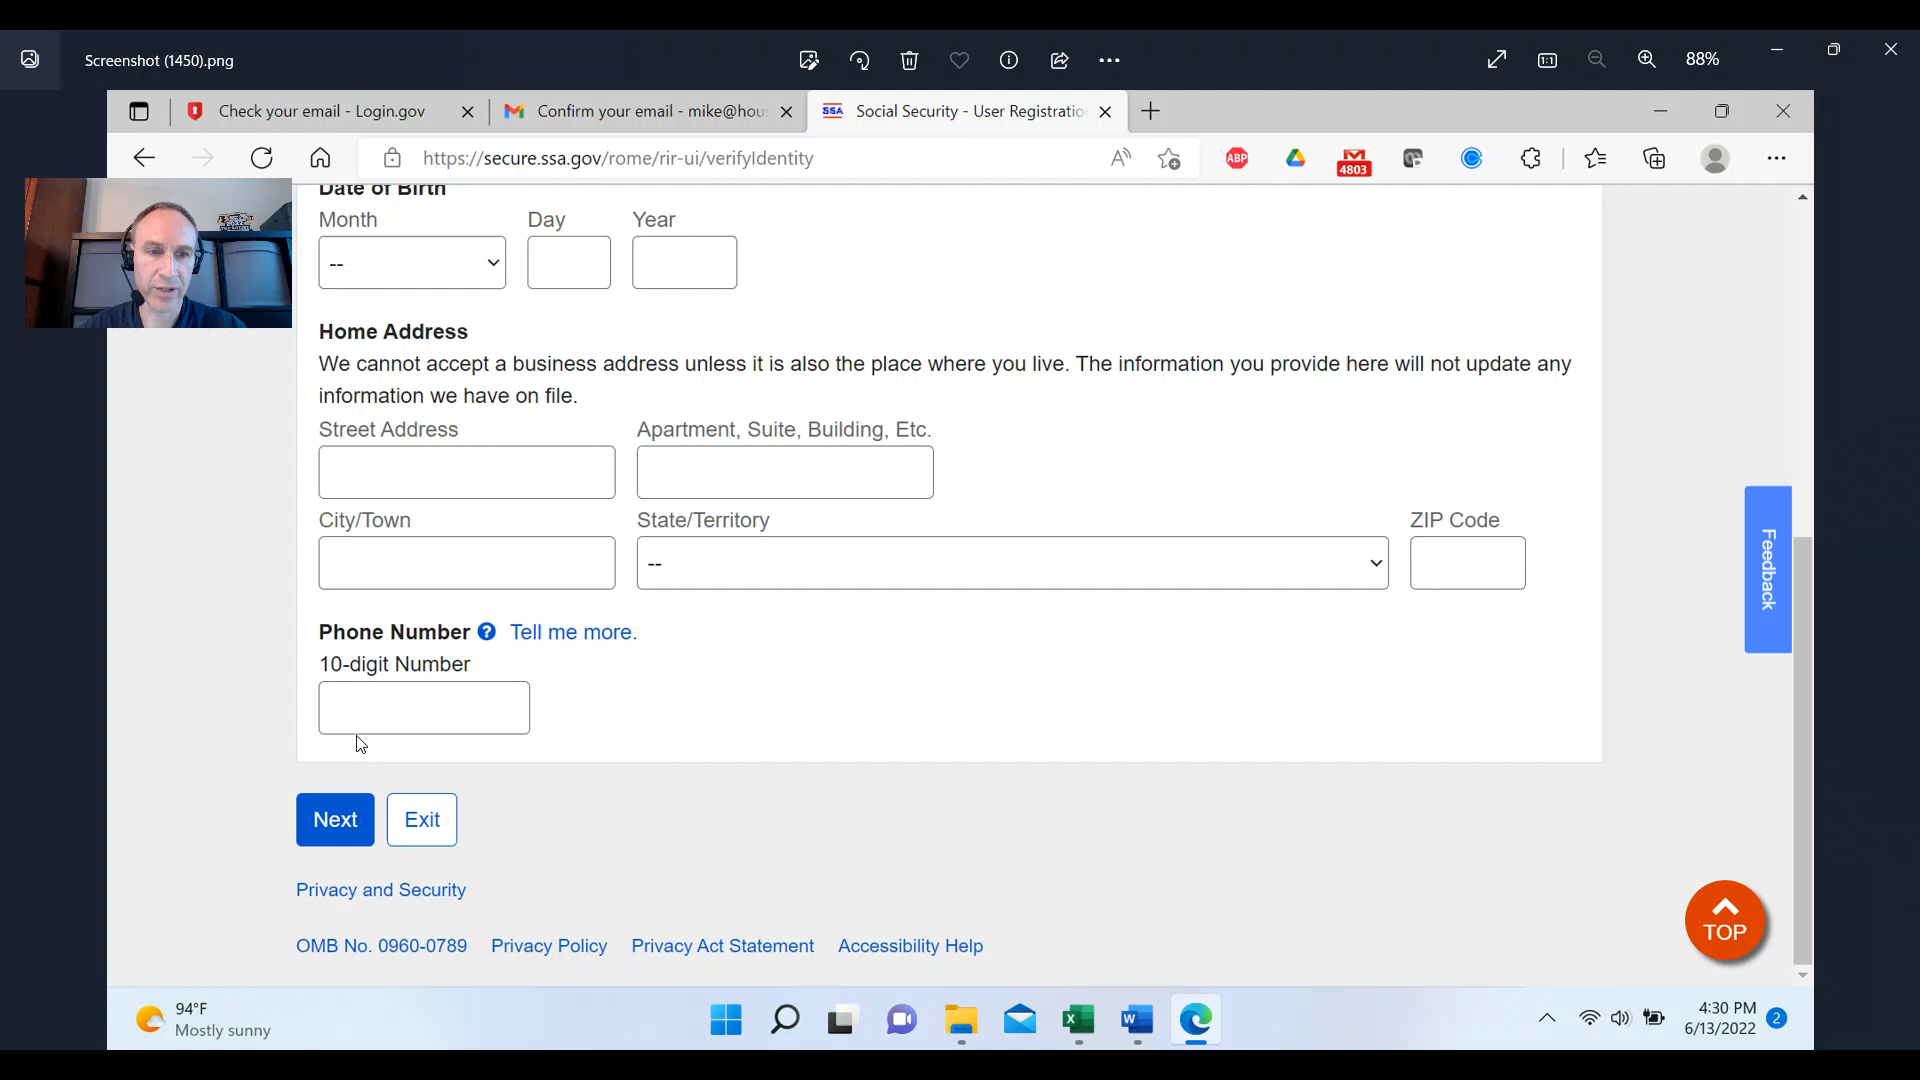 Screenshot (1450).png
88%
Check your email - Login.gov
Confirm your email - mike@hou
SSA
Social Security - User Registratio
https://secure.ssa.gov/rome/rir-ui/verifyIdentity
ABP
4803
Date of Birth
Month Day Year
--
Home Address
We cannot accept a business address unless it is also the place where you live. The information you provide here will not update any
information we have on file.
Street Address Apartment, Suite, Building, Etc.
City/Town State/Territory ZIP Code
--
Phone Number ? Tell me more.
10-digit Number
Feedback
Next Exit
Privacy and Security
OMB No. 0960-0789 Privacy Policy Privacy Act Statement Accessibility Help
TOP
94°F
Mostly sunny
4:30 PM
6/13/2022
2